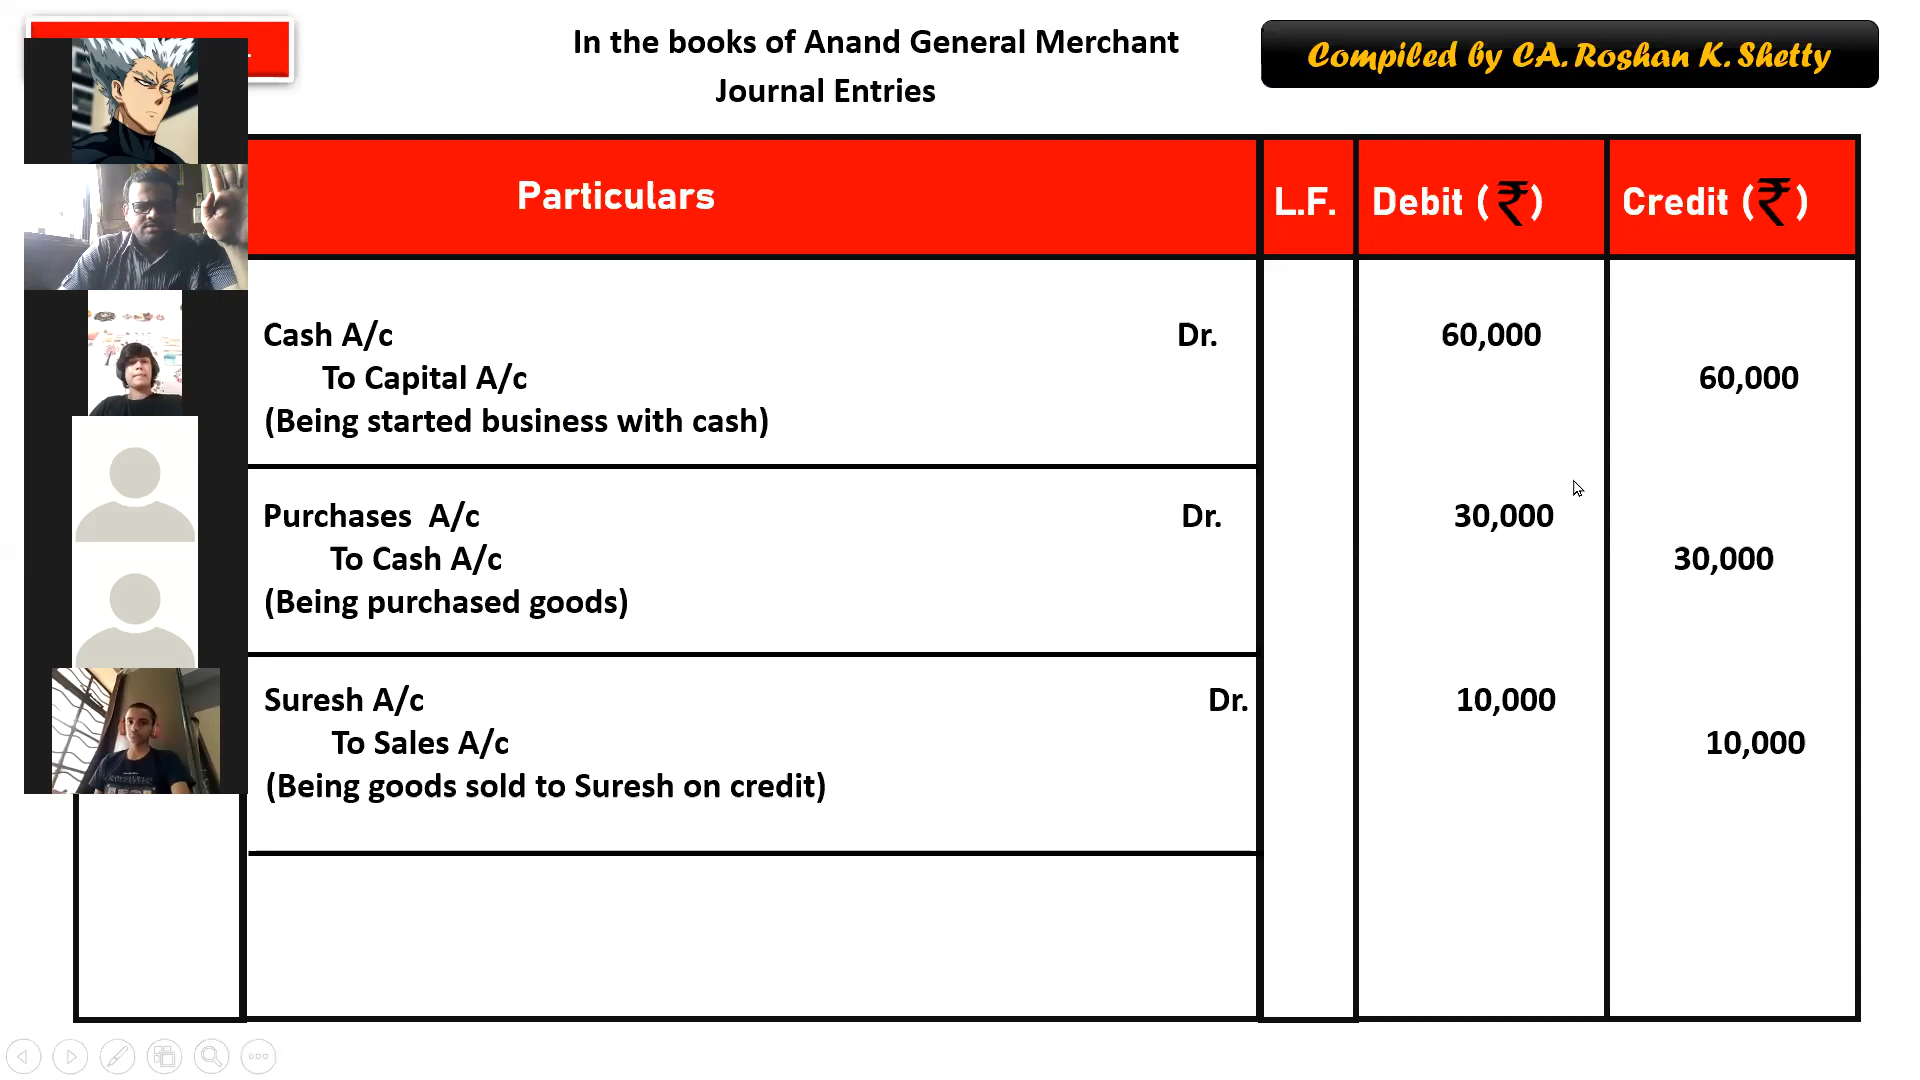 In the books of Anand General Merchant
Journal Entries
Compiled by CA. Roshan K. Shetty
Particulars L.F. Debit (₹) Credit (₹)
Cash A/c Dr. 60,000
To Capital A/c 60,000
(Being started business with cash)
Purchases A/c Dr. 30,000
To Cash A/c 30,000
(Being purchased goods)
Suresh A/c Dr. 10,000
To Sales A/c 10,000
(Being goods sold to Suresh on credit)